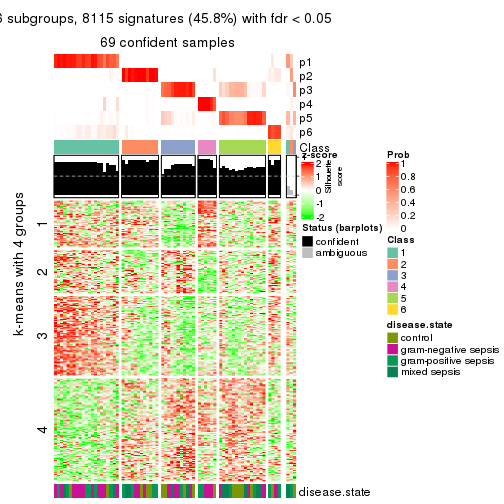 6 subgroups, 8115 signatures (45.8%) with fdr < 0.05
69 confident samples
p1
p2
p3
p4
p5
p6
Class
k-means with 4 groups
1
2
3
4
disease.state
z-score
2
1
0
-1
-2
Silhouette
score
Status (barplots)
confident
ambiguous
Prob
1
0.8
0.6
0.4
0.2
0
Class
1
2
3
4
5
6
disease.state
control
gram-negative sepsis
gram-positive sepsis
mixed sepsis